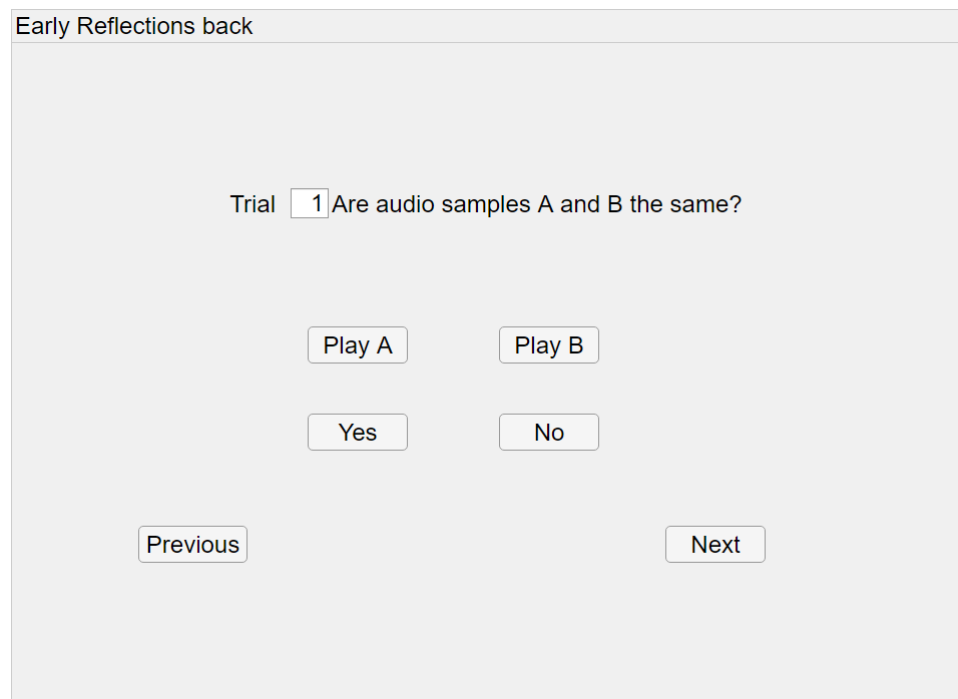 Early Reflections back
Trial 1 Are audio samples A and B the same?
Play A Play B
Yes No
Previous Next